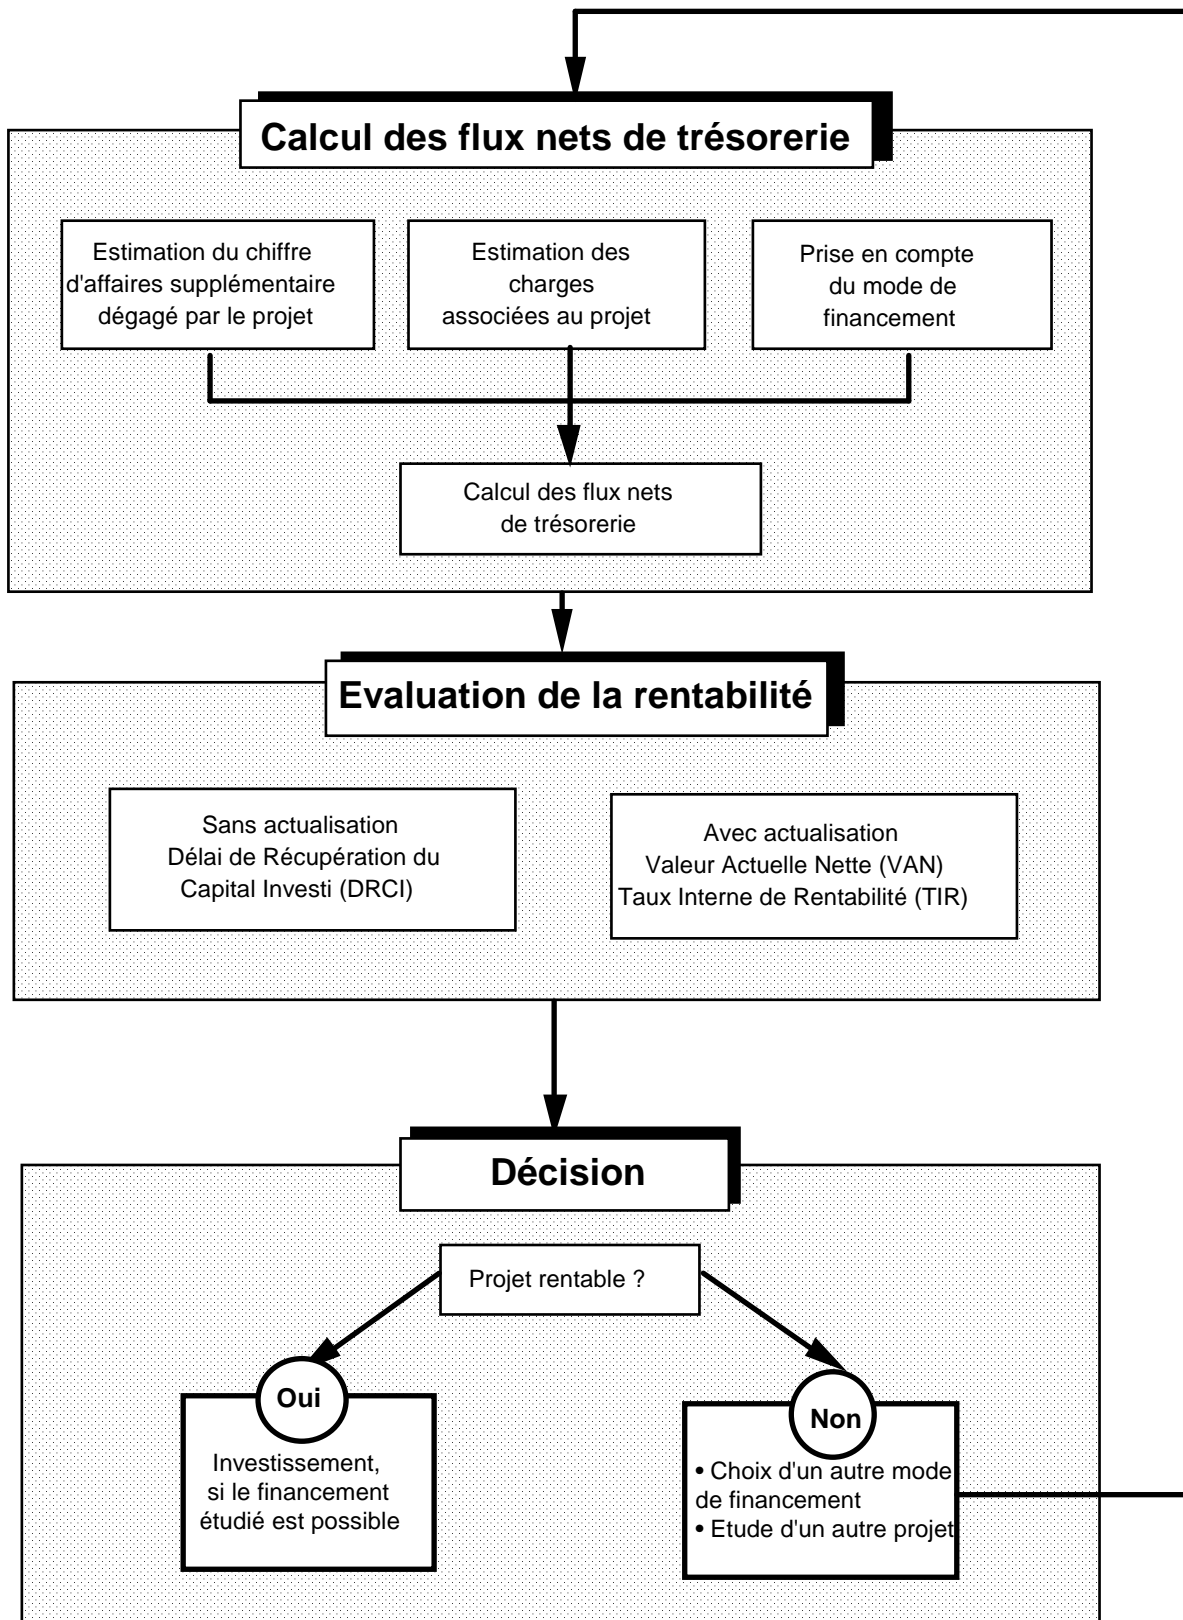 Calcul des flux nets de trésorerie
Estimation du chiffre
d'affaires supplémentaire
dégagé par le projet
Estimation des
charges
associées au projet
Prise en compte
du mode de
financement
Calcul des flux nets
de trésorerie
Evaluation de la rentabilité
Sans actualisation
Délai de Récupération du
Capital Investi (DRCI)
Avec actualisation
Valeur Actuelle Nette (VAN)
Taux Interne de Rentabilité (TIR)
Décision
Projet rentable ?
Oui
Investissement,
si le financement
étudié est possible
Non
• Choix d'un autre mode
de financement
• Etude d'un autre projet